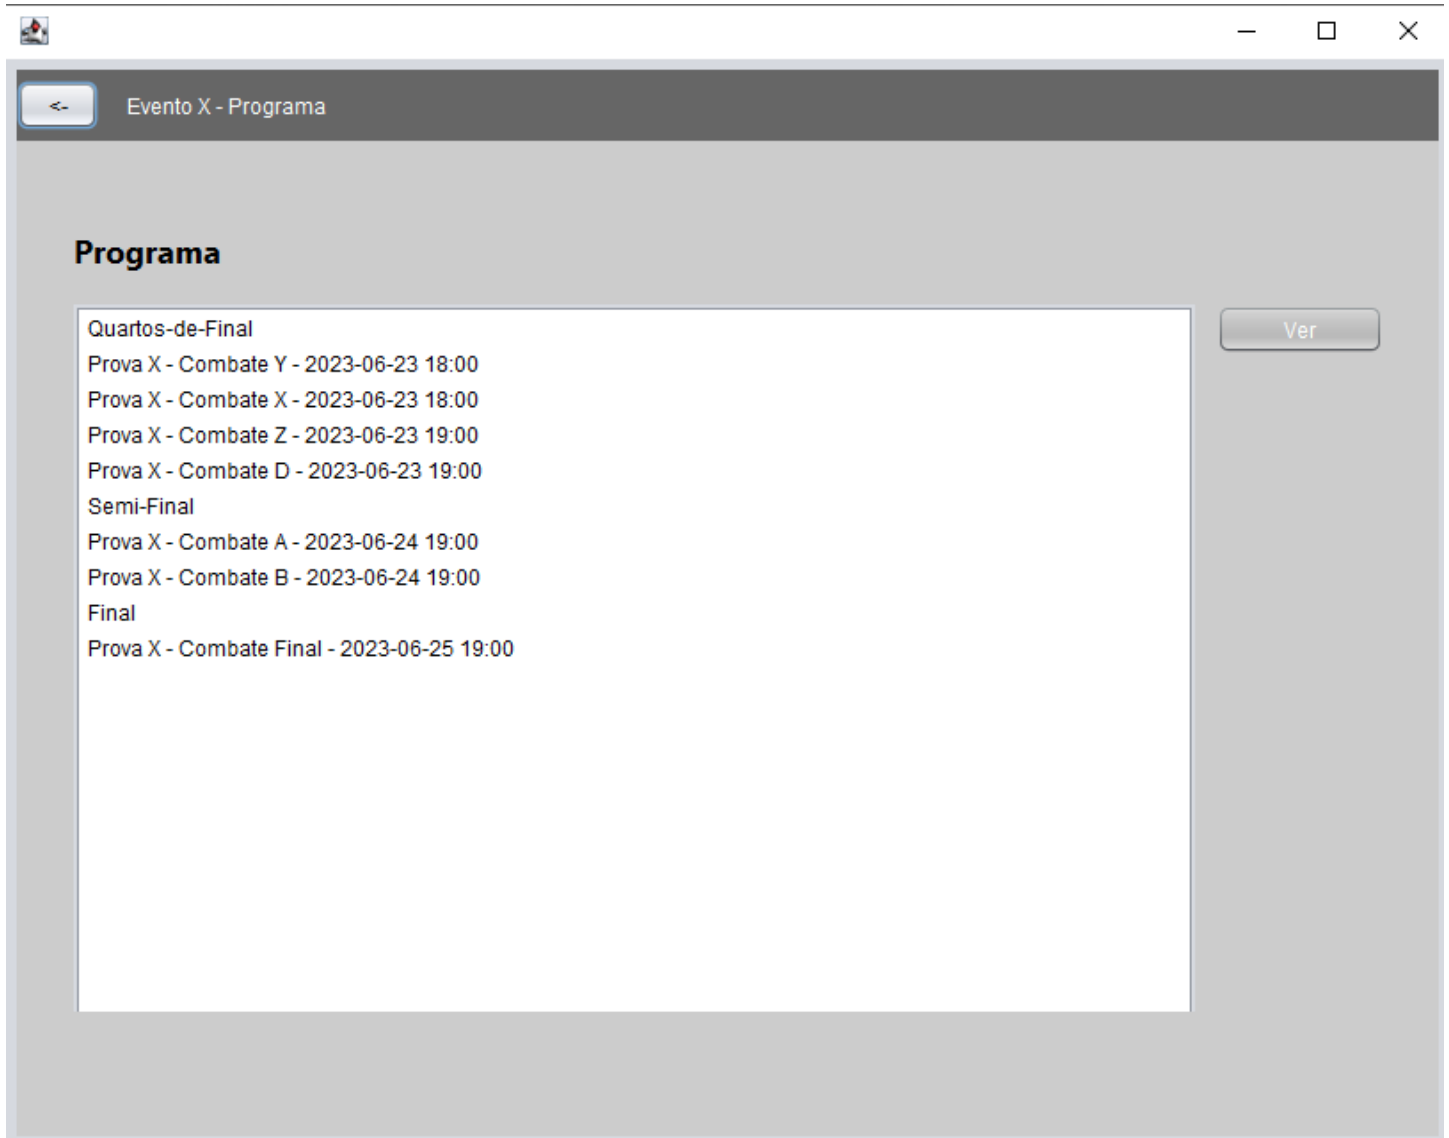 <- Evento X - Programa
Programa
Quartos-de-Final
Prova X - Combate Y - 2023-06-23 18:00
Prova X - Combate X - 2023-06-23 18:00
Prova X - Combate Z - 2023-06-23 19:00
Prova X - Combate D - 2023-06-23 19:00
Semi-Final
Prova X - Combate A - 2023-06-24 19:00
Prova X - Combate B - 2023-06-24 19:00
Final
Prova X - Combate Final - 2023-06-25 19:00
Ver